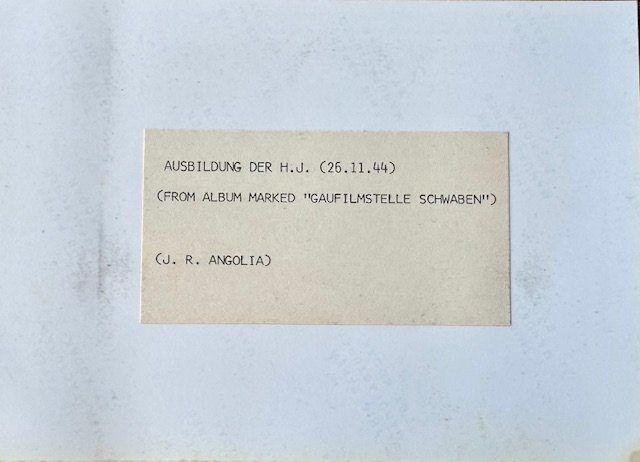 AUSBILDUNG DER H.J. (26.11.44)
(FROM ALBUM MARKED "GAUFILMSTELLE SCHWABEN")
(J. R. ANGOLIA)